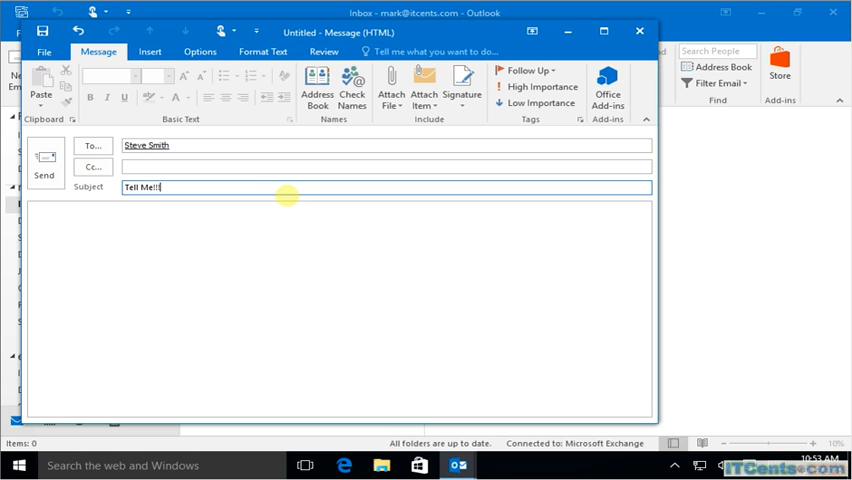 Inbox - mark@itcents.com - Outlook
Untitled - Message (HTML)
File Message Insert Options Format Text Review Tell me what you want to do...
Paste
Clipboard
B I
Basic Text
Address Book
Check Names
Names
Attach File
Attach Item
Signature
Include
Follow Up
High Importance
Low Importance
Tags
Office Add-ins
Add-ins
Search People
Address Book
Filter Email
Find
Store
Add-ins
Send
To... Steve Smith
Cc...
Subject Tell Me!!!
Items: 0 All folders are up to date. Connected to: Microsoft Exchange 10%
Search the web and Windows
10:53 AM
ITCents.com